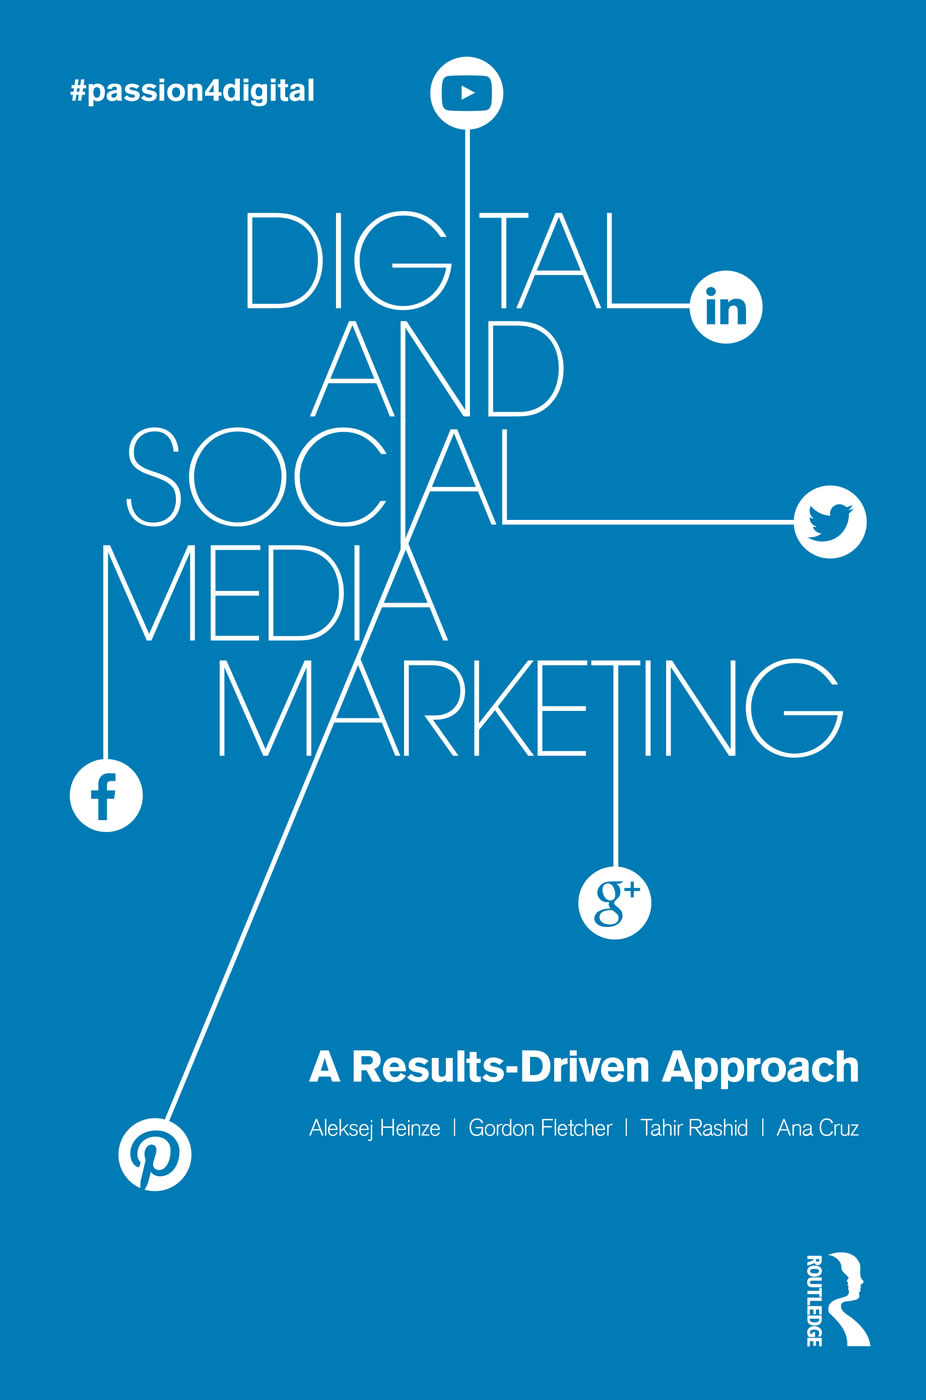 #passion4digital
DIGITAL
in
AND
SOCIAL
MEDIA
MARKETING
f
g+
A Results-Driven Approach
Aleksej Heinze | Gordon Fletcher | Tahir Rashid | Ana Cruz
ROUTLEDGE